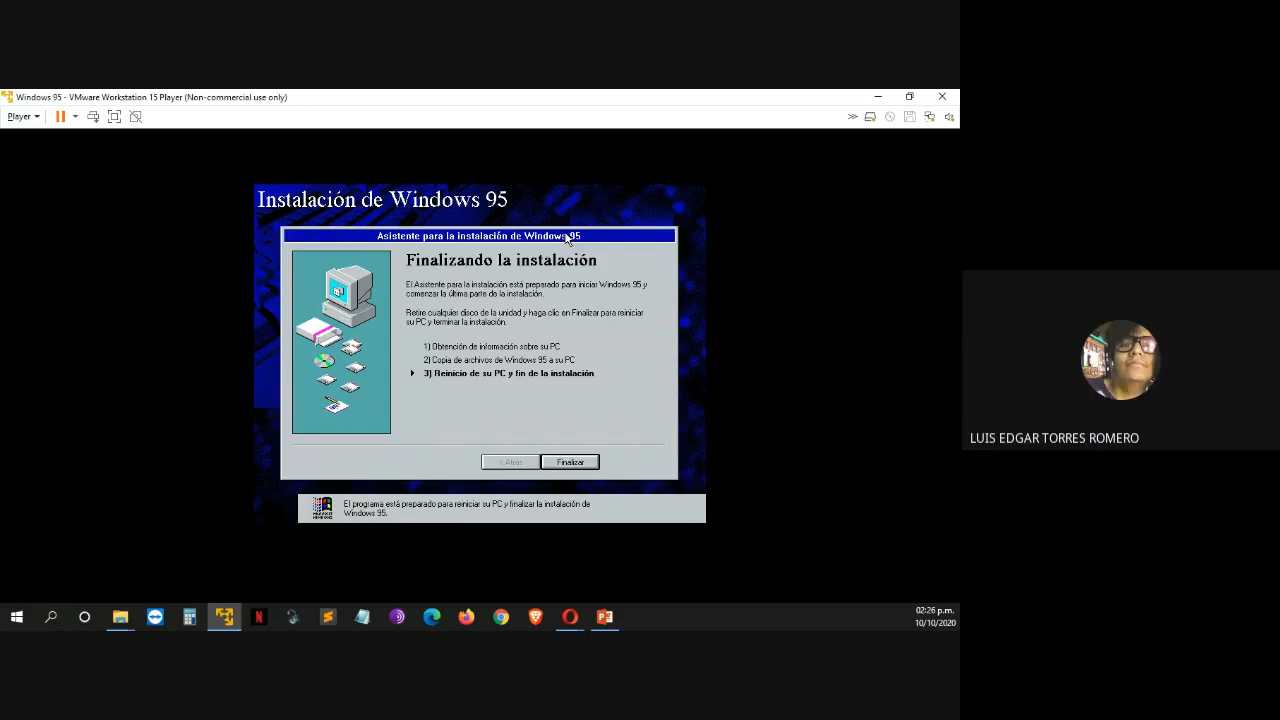 Windows 95 - VMware Workstation 15 Player (Non-commercial use only)
Player
Instalación de Windows 95
Asistente para la instalación de Windows 95
Finalizando la instalación
El Asistente para la instalación está preparado para iniciar Windows 95 y
comenzar la última parte de la instalación.
Retire cualquier disco de la unidad y haga clic en Finalizar para reiniciar
su PC y terminar la instalación.
1) Obtención de información sobre su PC
2) Copia de archivos de Windows 95 a su PC
3) Reinicio de su PC y fin de la instalación
< Atrás
Finalizar
El programa está preparado para reiniciar su PC y finalizar la instalación de
Windows 95.
LUIS EDGAR TORRES ROMERO
02:26 p.m.
10/10/2020